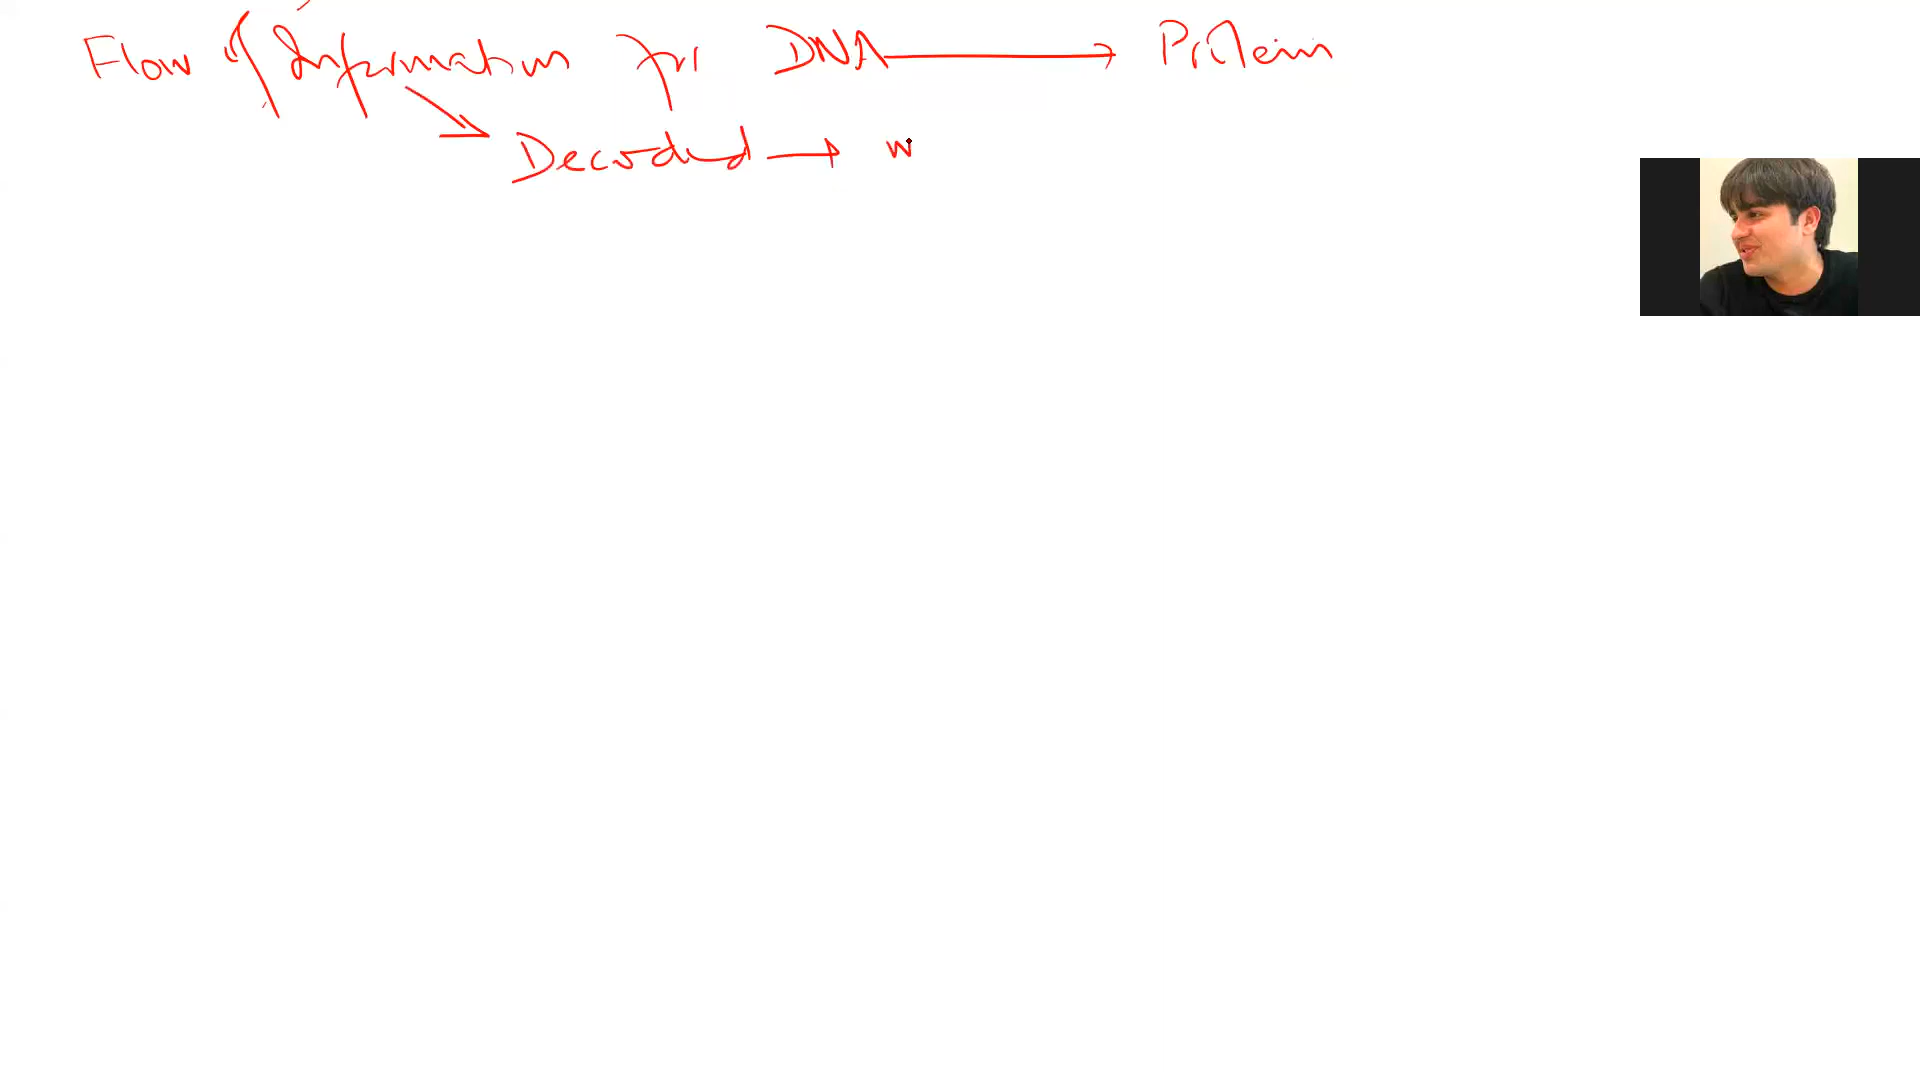 Flow of Information for DNA → Protein
Decoded → w